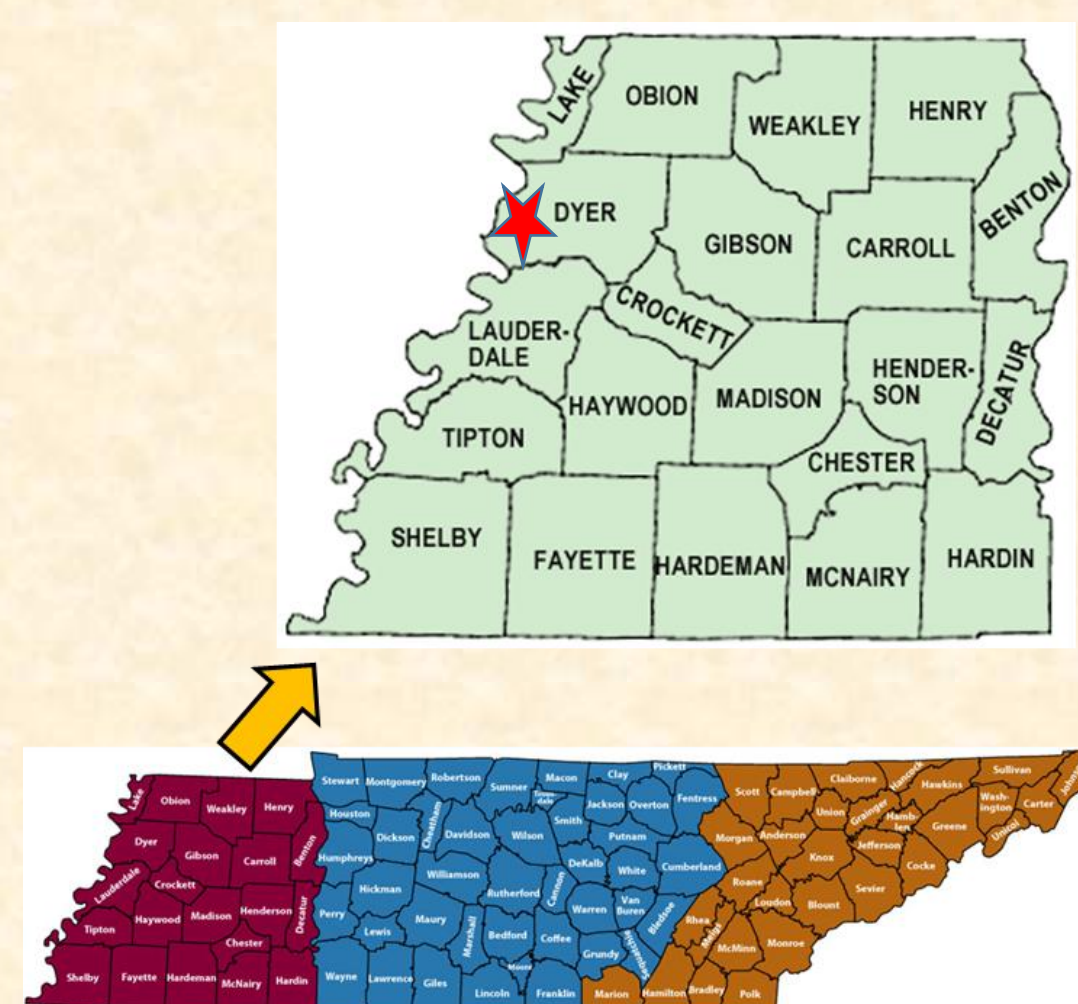 LAKE
OBION
WEAKLEY
HENRY
BENTON
DYER
GIBSON
CARROLL
CROCKETT
LAUDER-
DALE
HAYWOOD
MADISON
HENDER-
SON
DECATUR
TIPTON
CHESTER
SHELBY
FAYETTE
HARDEMAN
MCNAIRY
HARDIN
Lake
Obion
Weakley
Henry
Dyer
Gibson
Carroll
Benton
Lauderdale
Crockett
Haywood
Madison
Henderson
Decatur
Tipton
Chester
Shelby
Fayette
Hardeman
McNairy
Hardin
Stewart
Montgomery
Robertson
Sumner
Macon
Clay
Pickett
Houston
Dickson
Cheatham
Davidson
Wilson
Smith
Jackson
Overton
Fentress
Putnam
Humphreys
Hickman
Williamson
Rutherford
Cannon
DeKalb
White
Cumberland
Perry
Lewis
Maury
Marshall
Bedford
Coffee
Warren
Van
Buren
Bledsoe
Grundy
Sequatchie
Wayne
Lawrence
Giles
Lincoln
Moore
Franklin
Marion
Scott
Campbell
Claiborne
Hancock
Hawkins
Sullivan
Union
Grainger
Hamb-
len
Greene
Wash-
ington
Carter
Unicoi
Morgan
Anderson
Knox
Jefferson
Cocke
Roane
Loudon
Blount
Sevier
Rhea
Meigs
McMinn
Monroe
Hamilton
Bradley
Polk